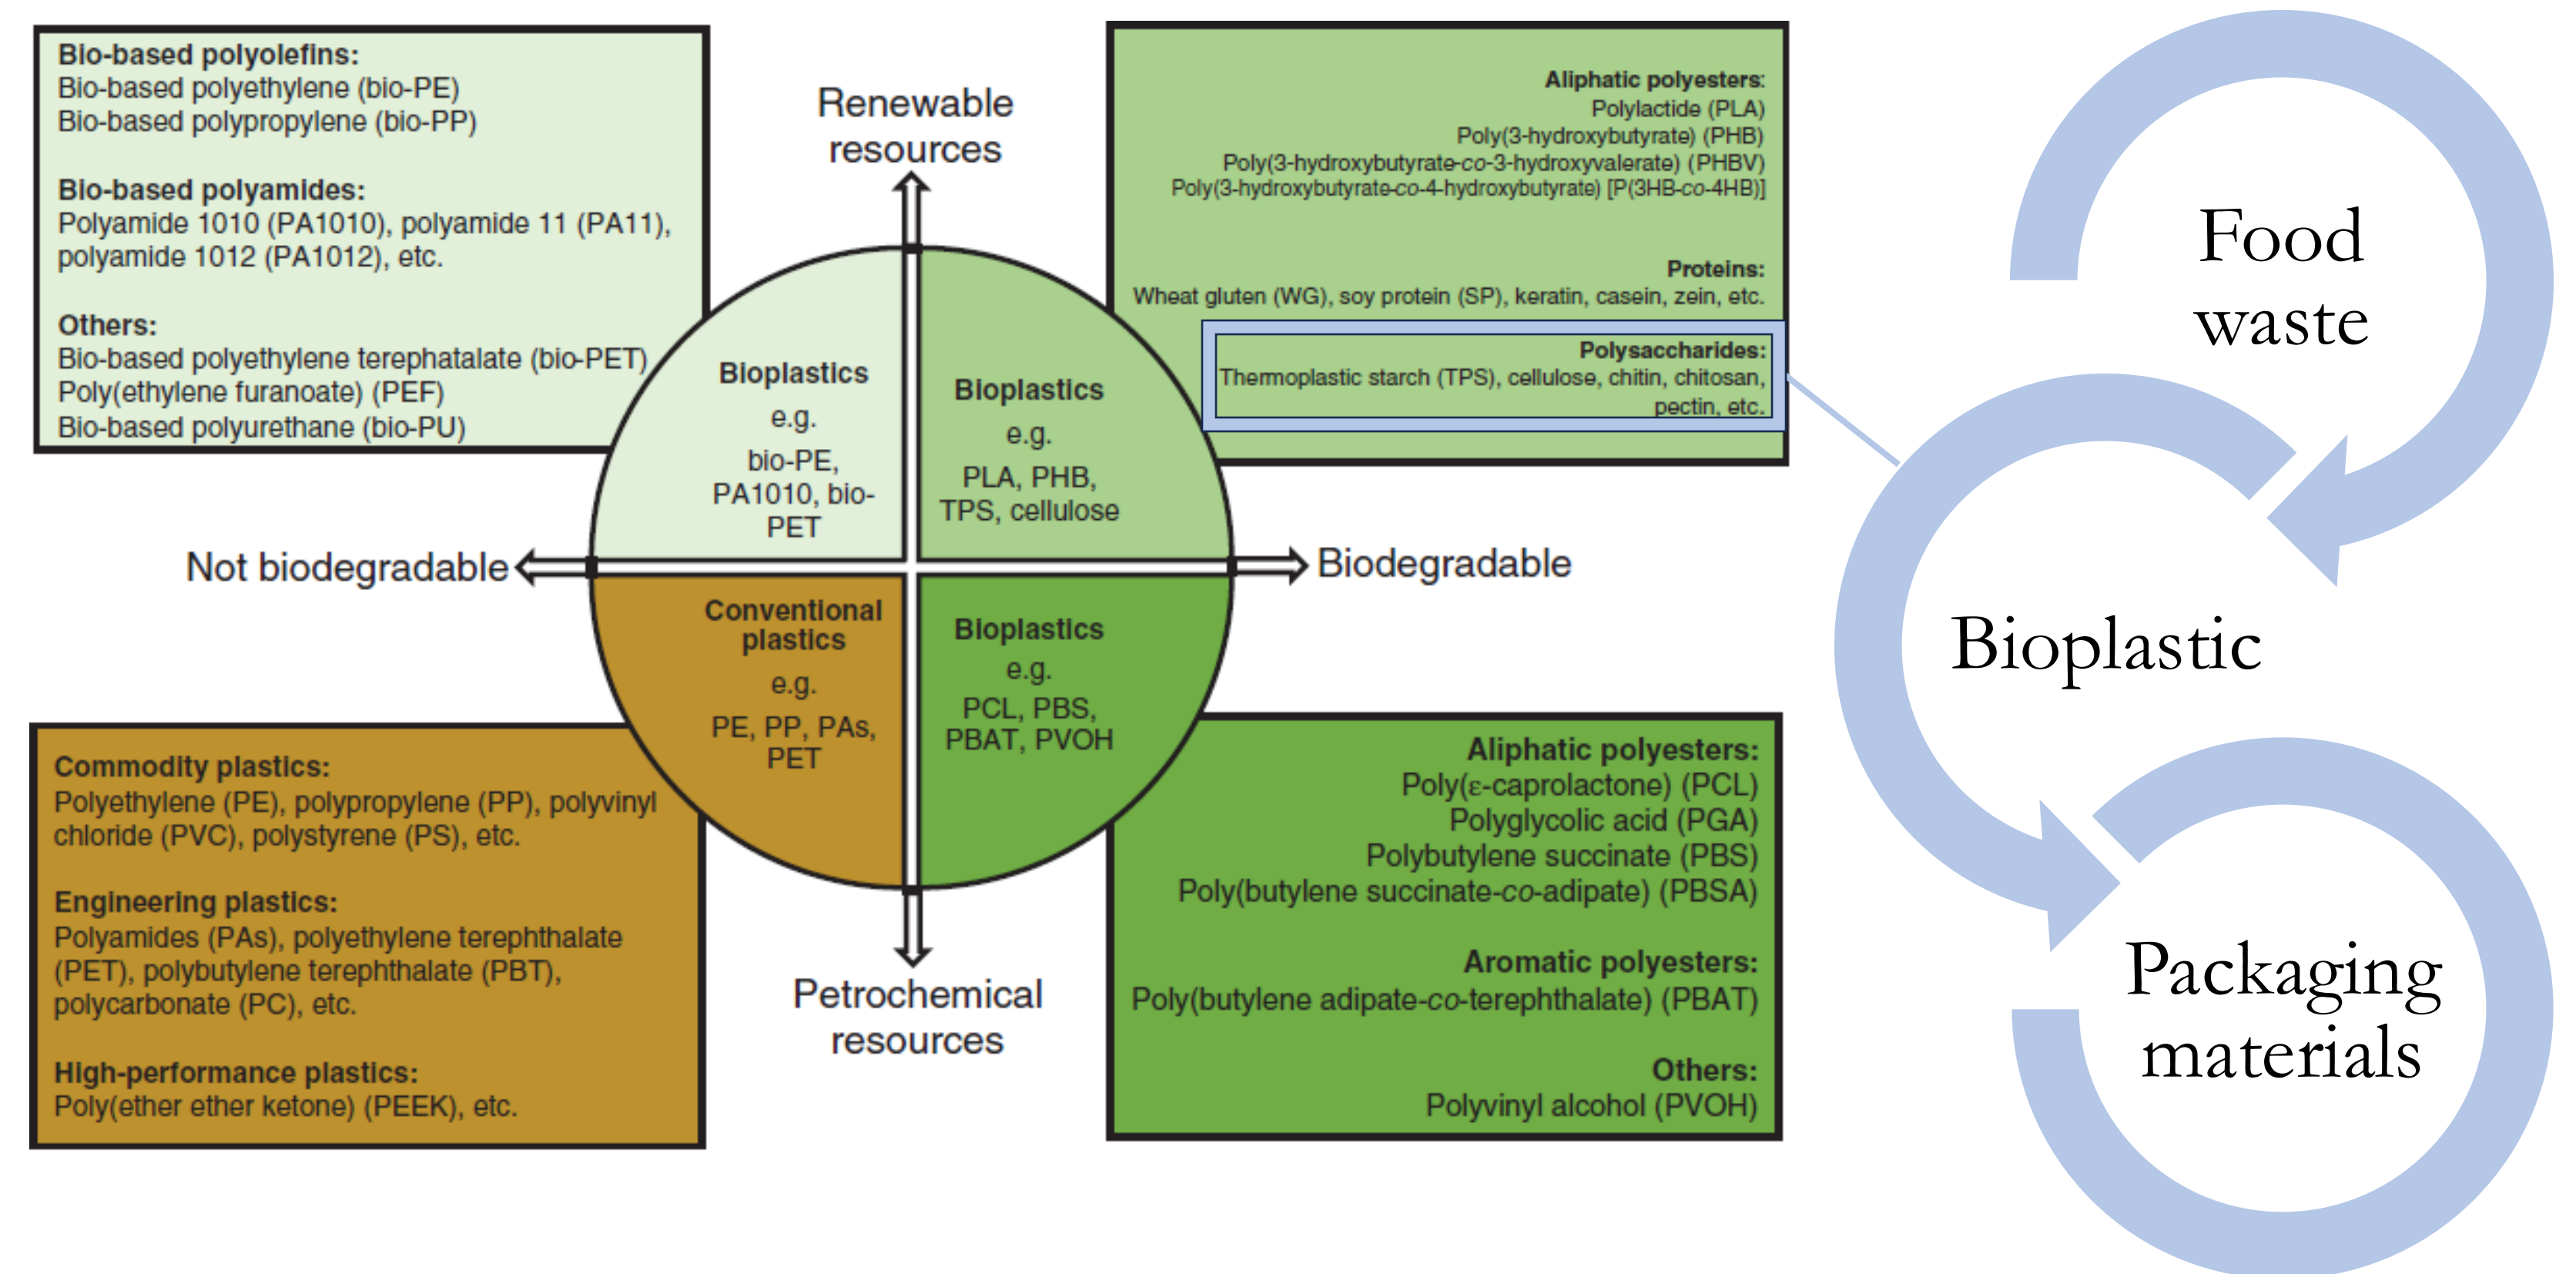 Bio-based polyolefins:
Bio-based polyethylene (bio-PE)
Bio-based polypropylene (bio-PP)
Bio-based polyamides:
Polyamide 1010 (PA1010), polyamide 11 (PA11),
polyamide 1012 (PA1012), etc.
Others:
Bio-based polyethylene terephatalate (bio-PET)
Poly(ethylene furanoate) (PEF)
Bio-based polyurethane (bio-PU)
Renewable
resources
Aliphatic polyesters:
Polylactide (PLA)
Poly(3-hydroxybutyrate) (PHB)
Poly(3-hydroxybutyrate-co-3-hydroxyvalerate) (PHBV)
Poly(3-hydroxybutyrate-co-4-hydroxybutyrate) [P(3HB-co-4HB)]
Proteins:
Wheat gluten (WG), soy protein (SP), keratin, casein, zein, etc.
Polysaccharides:
Thermoplastic starch (TPS), cellulose, chitin, chitosan,
pectin, etc.
Bioplastics
e.g.
bio-PE,
PA1010, bio-
PET
Bioplastics
e.g.
PLA, PHB,
TPS, cellulose
Not biodegradable
Biodegradable
Conventional
plastics
e.g.
PE, PP, PAs,
PET
Bioplastics
e.g.
PCL, PBS,
PBAT, PVOH
Commodity plastics:
Polyethylene (PE), polypropylene (PP), polyvinyl
chloride (PVC), polystyrene (PS), etc.
Engineering plastics:
Polyamides (PAs), polyethylene terephthalate
(PET), polybutylene terephthalate (PBT),
polycarbonate (PC), etc.
High-performance plastics:
Poly(ether ether ketone) (PEEK), etc.
Petrochemical
resources
Aliphatic polyesters:
Poly(ε-caprolactone) (PCL)
Polyglycolic acid (PGA)
Polybutylene succinate (PBS)
Poly(butylene succinate-co-adipate) (PBSA)
Aromatic polyesters:
Poly(butylene adipate-co-terephthalate) (PBAT)
Others:
Polyvinyl alcohol (PVOH)
Food
waste
Bioplastic
Packaging
materials